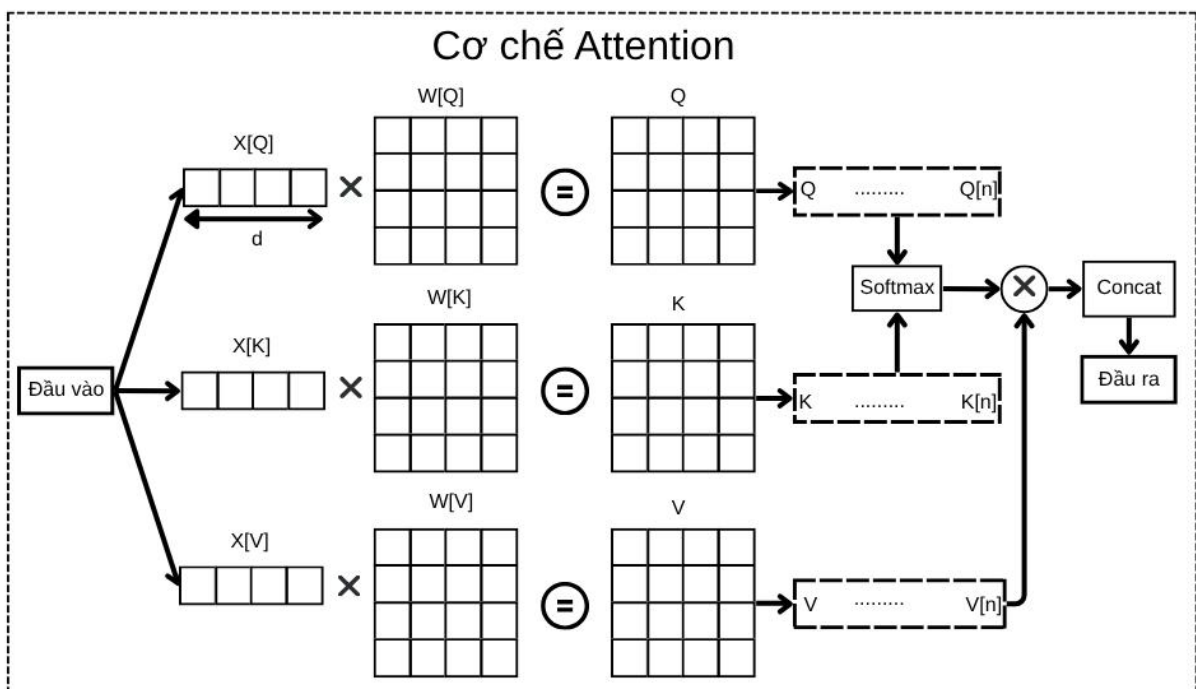 Cơ chế Attention
W[Q]
Q
X[Q]
Q ......... Q[n]
d
Softmax
Concat
W[K]
K
X[K]
Đầu vào
Đầu ra
K ......... K[n]
W[V]
V
X[V]
V ......... V[n]